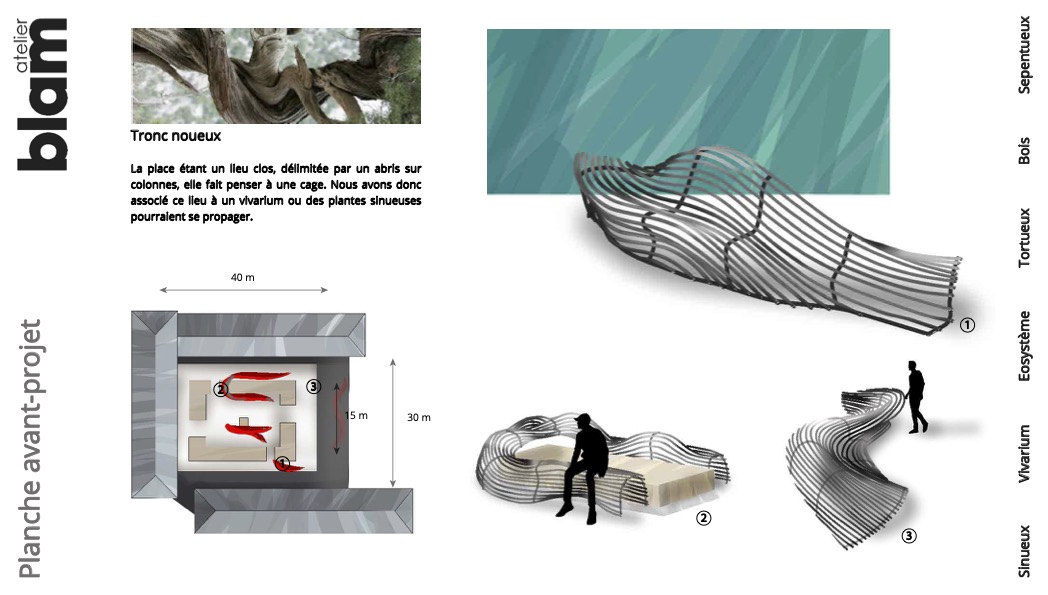 atelier
blam
Planche avant-projet
Tronc noueux
La place étant un lieu clos, délimitée par un abris sur
colonnes, elle fait penser à une cage. Nous avons donc
associé ce lieu à un vivarium ou des plantes sinueuses
pourraient se propager.
40 m
②
③
15 m
30 m
①
①
②
③
Sepentueux
Bois
Tortueux
Eosystème
Vivarium
Sinueux